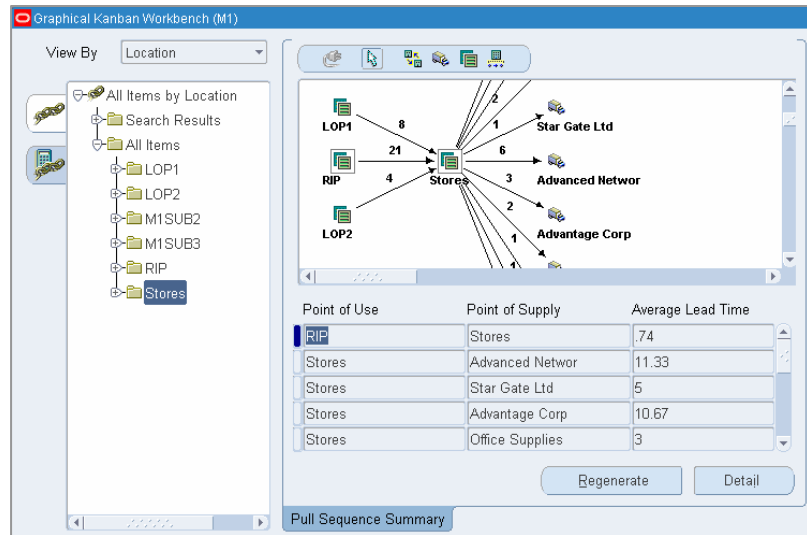 Graphical Kanban Workbench (M1)
View By Location
All Items by Location
Search Results
All Items
LOP1
LOP2
M1SUB2
M1SUB3
RIP
Stores
2
LOP1 8 1 Star Gate Ltd
21 6
RIP 4 Stores 3 Advanced Networ
2
LOP2 1 Advantage Corp
1
Point of Use Point of Supply Average Lead Time
RIP Stores .74
Stores Advanced Networ 11.33
Stores Star Gate Ltd 5
Stores Advantage Corp 10.67
Stores Office Supplies 3
Regenerate Detail
Pull Sequence Summary